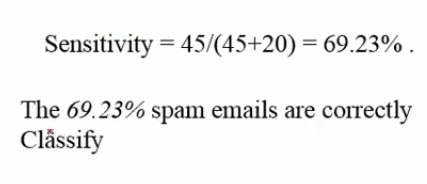 Sensitivity = 45/(45+20) = 69.23% .
The 69.23% spam emails are correctly
Classify